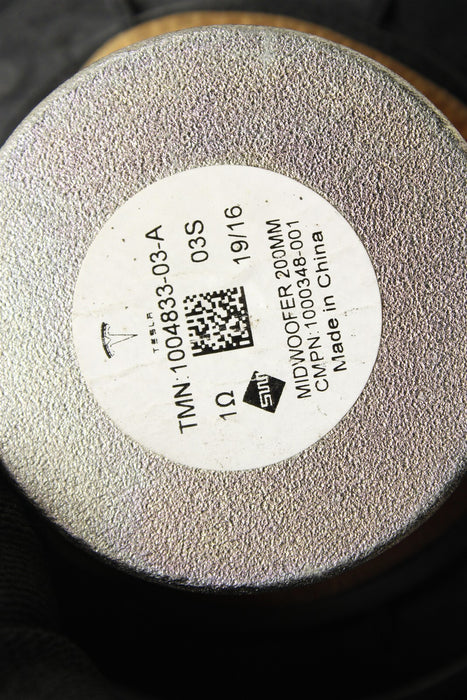 TESLA
TMN:1004833-03-A
1Ω
03S
19/16
MIDWOOFER 200MM
CMPN:1000348-001
Made in China